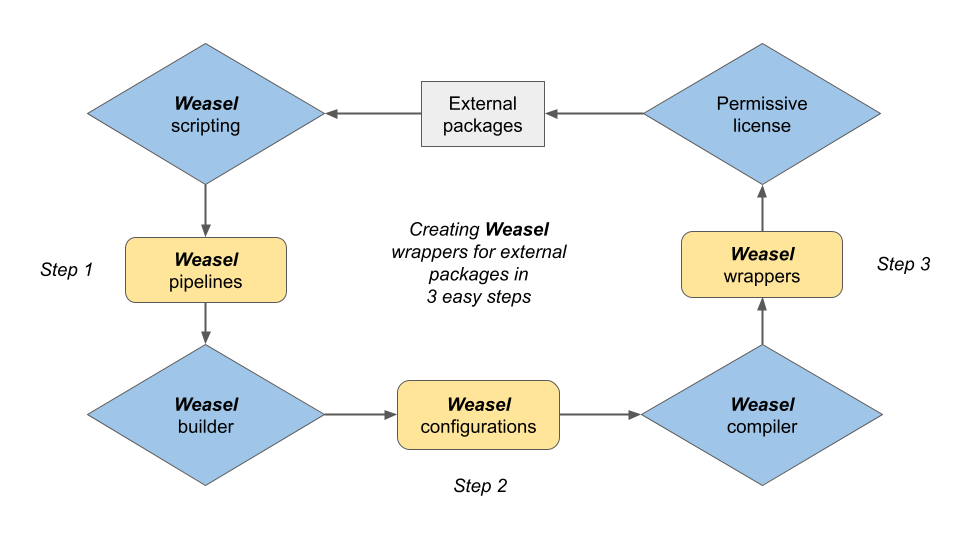 Weasel
scripting
External
packages
Permissive
license
Creating Weasel
wrappers for external
packages in
3 easy steps
Step 1
Weasel
pipelines
Weasel
wrappers
Step 3
Weasel
builder
Weasel
configurations
Weasel
compiler
Step 2